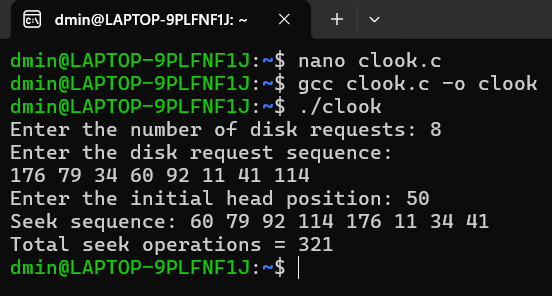 dmin@LAPTOP-9PLFNF1J: ~
dmin@LAPTOP-9PLFNF1J:~$ nano clook.c
dmin@LAPTOP-9PLFNF1J:~$ gcc clook.c -o clook
dmin@LAPTOP-9PLFNF1J:~$ ./clook
Enter the number of disk requests: 8
Enter the disk request sequence:
176 79 34 60 92 11 41 114
Enter the initial head position: 50
Seek sequence: 60 79 92 114 176 11 34 41
Total seek operations = 321
dmin@LAPTOP-9PLFNF1J:~$